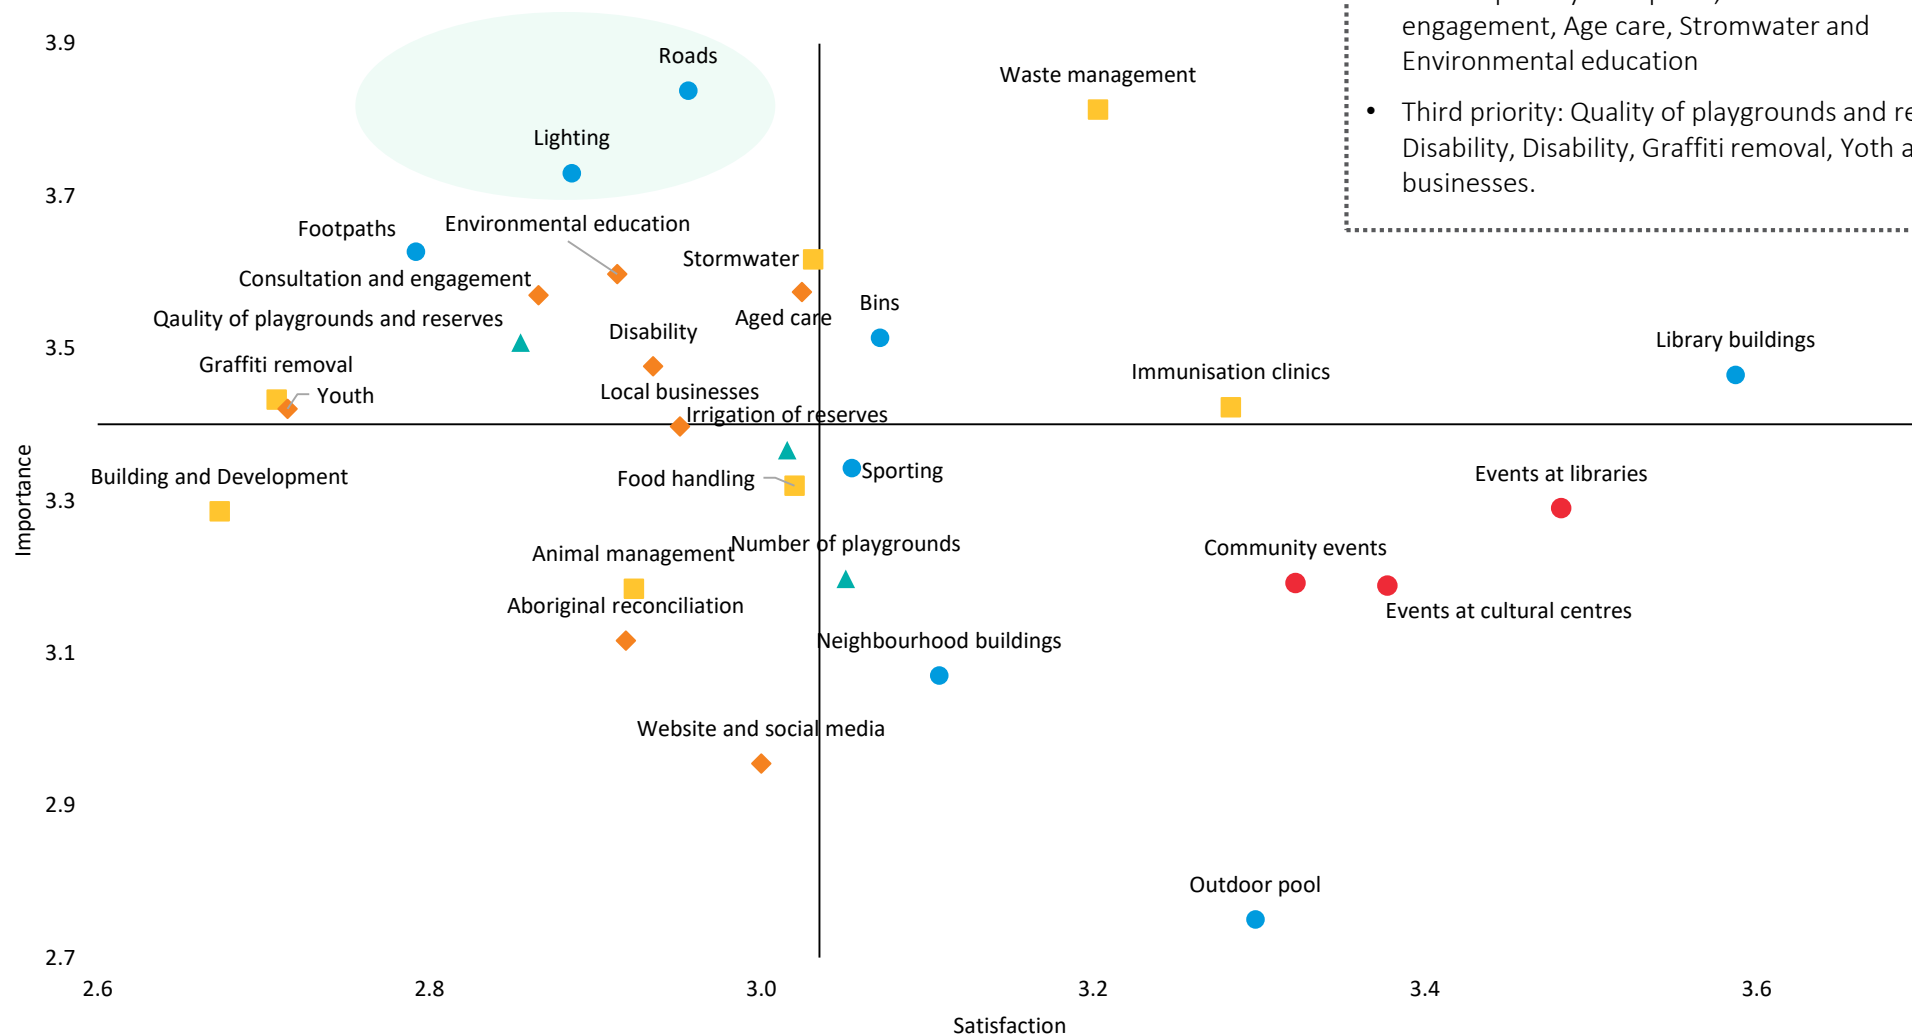 engagement, Age care, Stromwater and
Environmental education
• Third priority: Quality of playgrounds and
Disability, Disability, Graffiti removal, Yoth
businesses.
3.9
3.7
3.5
3.3
3.1
2.9
2.7
Importance
Roads
Waste management
Lighting
Footpaths
Environmental education
Stormwater
Consultation and engagement
Aged care
Bins
Qaulity of playgrounds and reserves
Disability
Library buildings
Graffiti removal
Immunisation clinics
Youth
Local businesses
Irrigation of reserves
Building and Development
Food handling
Sporting
Events at libraries
Animal management
Number of playgrounds
Community events
Aboriginal reconciliation
Events at cultural centres
Neighbourhood buildings
Website and social media
Outdoor pool
2.6 2.8 3.0 3.2 3.4 3.6
Satisfaction